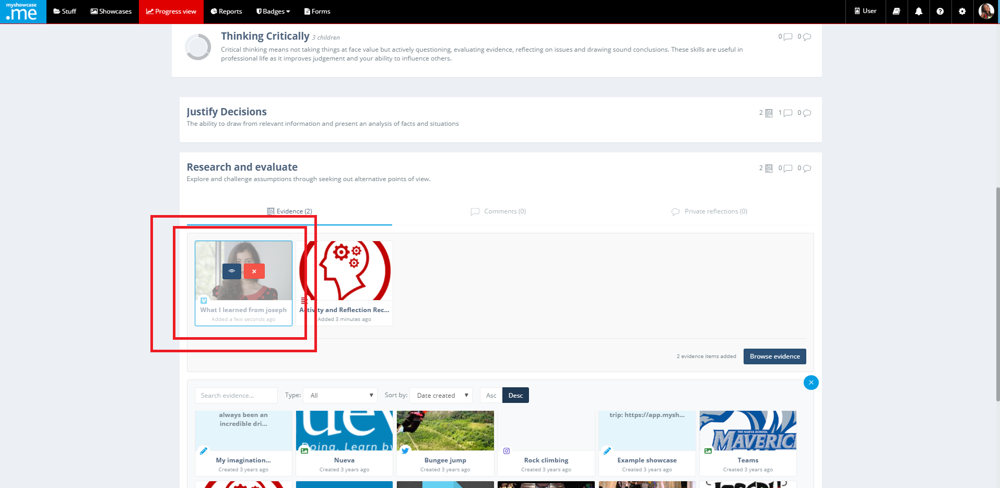 myshowcase
.me
Stuff
Showcases
Progress view
Reports
Badges
Forms
User
Thinking Critically 3 children
0 0
Critical thinking means not taking things at face value but actively questioning, evaluating evidence, reflecting on issues and drawing sound conclusions. These skills are useful in
professional life as it improves judgement and your ability to influence others.
Justify Decisions
2 1 0
The ability to draw from relevant information and present an analysis of facts and situations
Research and evaluate
2 0 0
Explore and challenge assumptions through seeking out alternative points of view.
Evidence (2)
Comments (0)
Private reflections (0)
What I learned from joseph
Added a few seconds ago
Activity and Reflection Rec...
Added 3 minutes ago
2 evidence items added
Browse evidence
Search evidence...
Type: All
Sort by: Date created
Asc
Desc
always been an
incredible dri...
My imagination...
Created 3 years ago
Doing, Learn by
Nueva
Created 3 years ago
Bungee jump
Created 3 years ago
Rock climbing
Created 3 years ago
trip: https://app.mysh...
Example showcase
Created 3 years ago
THE NUEVA SCHOOL
MAVERIC
Teams
Created 3 years ago